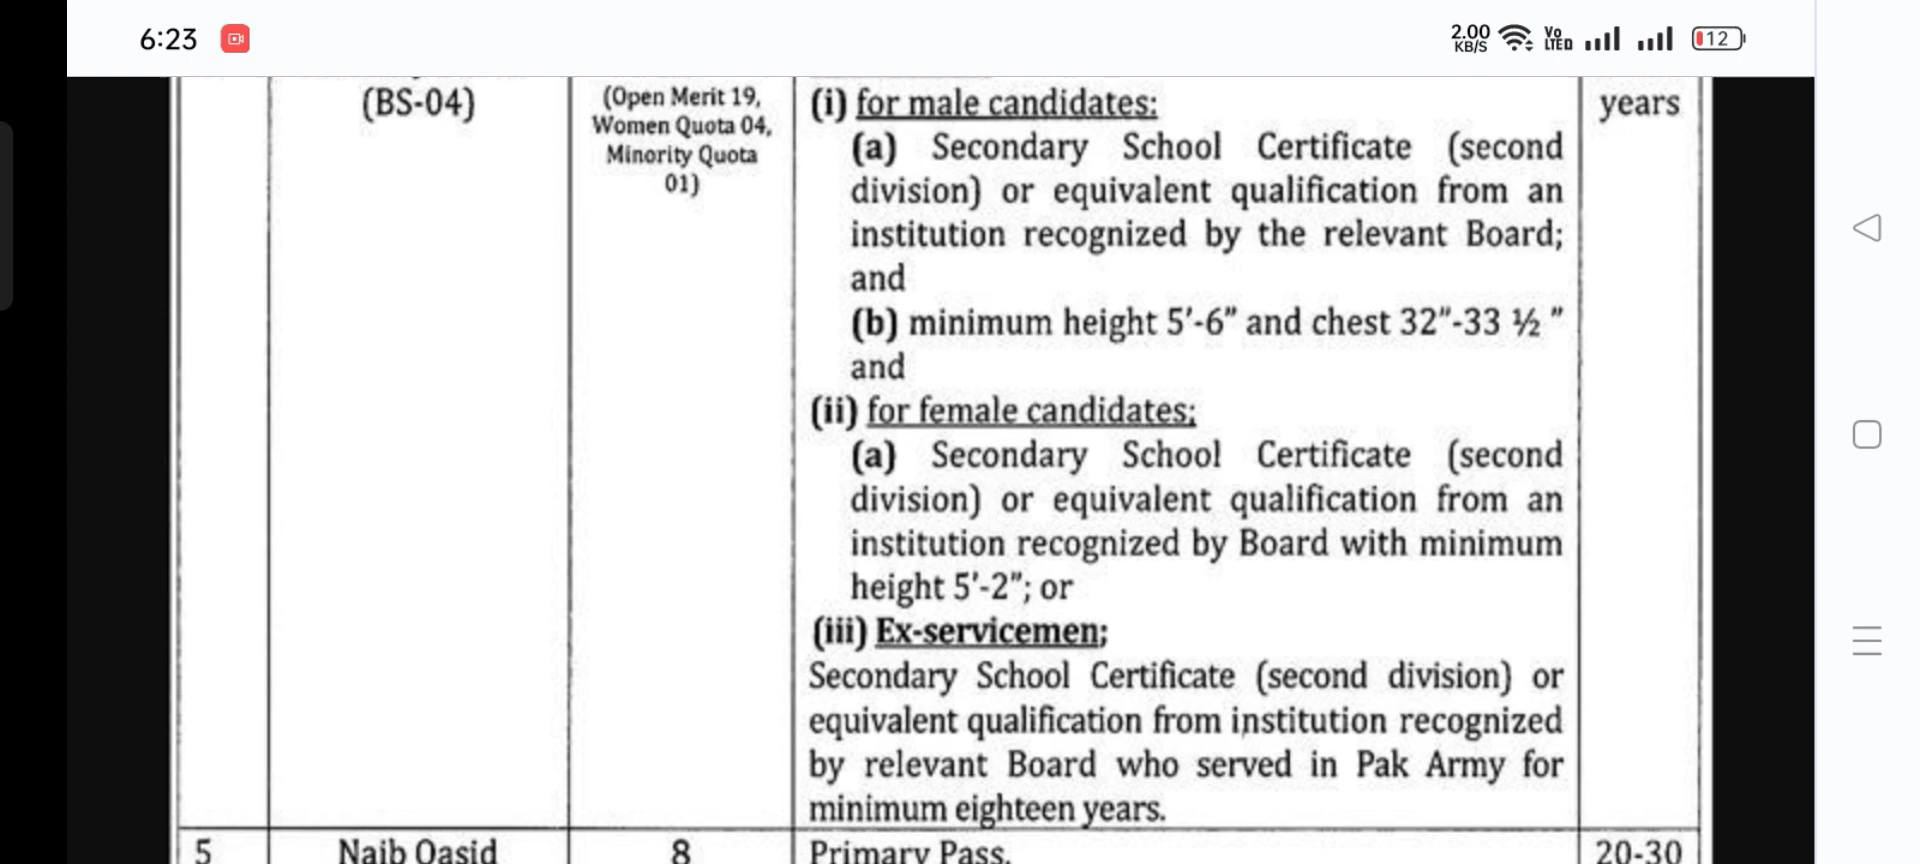 6:23
2.00
KB/S
Vo
LTED
12
(BS-04)
(Open Merit 19,
Women Quota 04,
Minority Quota
01)
(i) for male candidates:
(a) Secondary School Certificate (second
division) or equivalent qualification from an
institution recognized by the relevant Board;
and
(b) minimum height 5'-6" and chest 32"-33 ½ "
and
(ii) for female candidates;
(a) Secondary School Certificate (second
division) or equivalent qualification from an
institution recognized by Board with minimum
height 5'-2"; or
(iii) Ex-servicemen;
Secondary School Certificate (second division) or
equivalent qualification from institution recognized
by relevant Board who served in Pak Army for
minimum eighteen years.
years
5
Naib Qasid
8
Primary Pass.
20-30